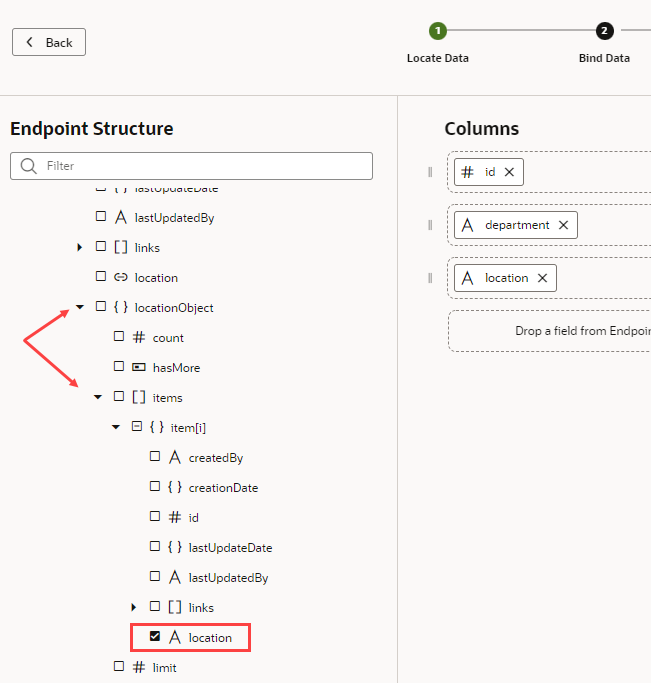 Back
1
2
Locate Data
Bind Data
Endpoint Structure
Filter
{ } lastUpdateDate
A lastUpdatedBy
[ ] links
location
{ } locationObject
# count
hasMore
[ ] items
{ } item[i]
A createdBy
{ } creationDate
# id
{ } lastUpdateDate
A lastUpdatedBy
[ ] links
A location
# limit
Columns
# id
A department
A location
Drop a field from Endpoin